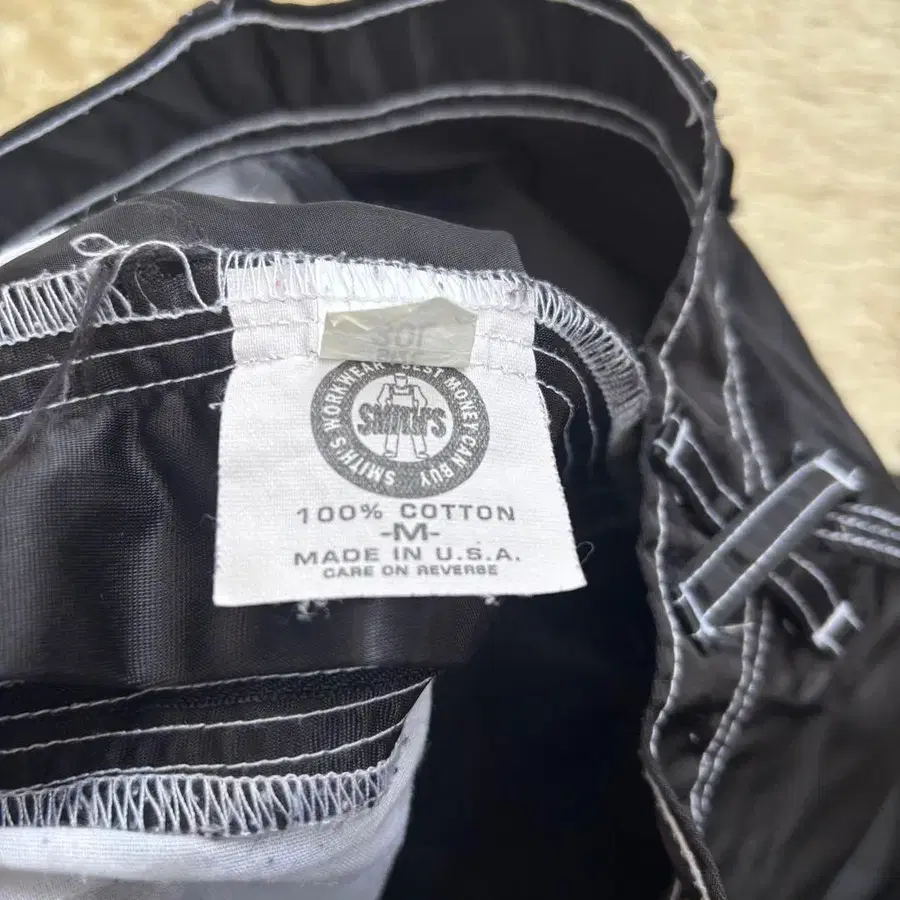 SMITH'S WORKWEAR BEST MONEY CAN BUY
SMITH'S
100% COTTON
-M-
MADE IN U.S.A.
CARE ON REVERSE